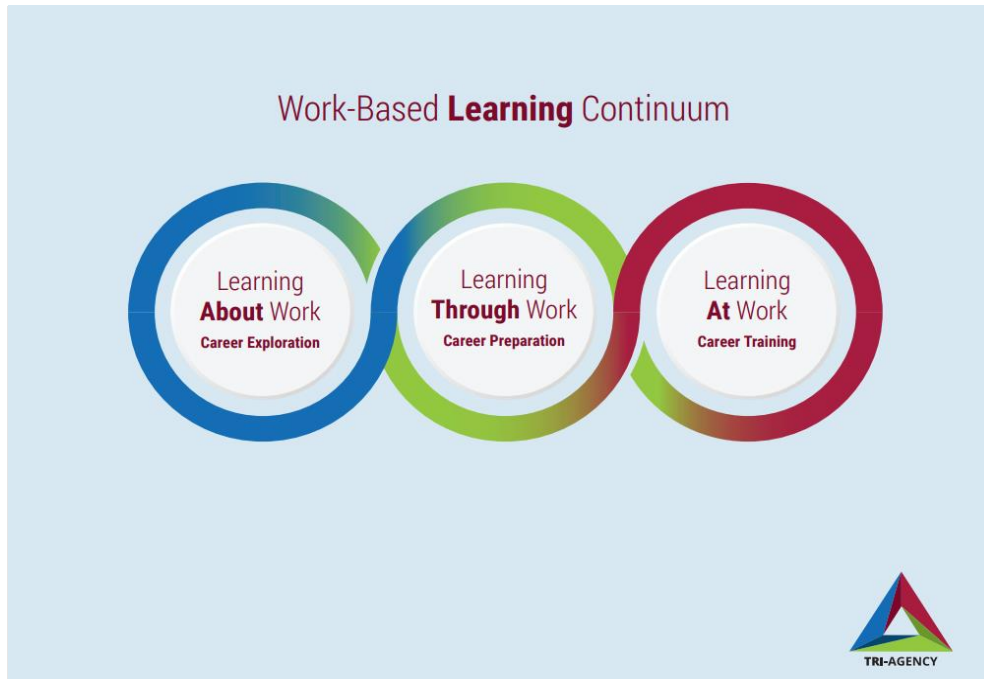 Work-Based Learning Continuum
Learning
About Work
Career Exploration
Learning
Through Work
Career Preparation
Learning
At Work
Career Training
TRI-AGENCY